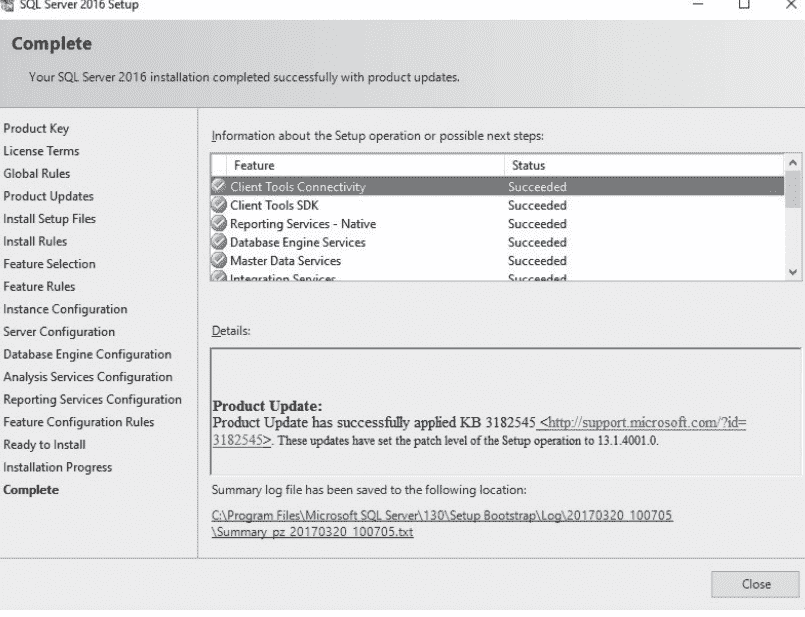 SQL Server 2016 Setup
Complete
Your SQL Server 2016 installation completed successfully with product updates.
Product Key
License Terms
Global Rules
Product Updates
Install Setup Files
Install Rules
Feature Selection
Feature Rules
Instance Configuration
Server Configuration
Database Engine Configuration
Analysis Services Configuration
Reporting Services Configuration
Feature Configuration Rules
Ready to Install
Installation Progress
Complete
Information about the Setup operation or possible next steps:
Feature Status
Client Tools Connectivity Succeeded
Client Tools SDK Succeeded
Reporting Services - Native Succeeded
Database Engine Services Succeeded
Master Data Services Succeeded
Integration Services Succeeded
Details:
Product Update:
Product Update has successfully applied KB 3182545 <http://support.microsoft.com/?id=
3182545>. These updates have set the patch level of the Setup operation to 13.1.4001.0.
Summary log file has been saved to the following location:
C:\Program Files\Microsoft SQL Server\130\Setup Bootstrap\Log\20170320_100705
\Summary_pz_20170320_100705.txt
Close